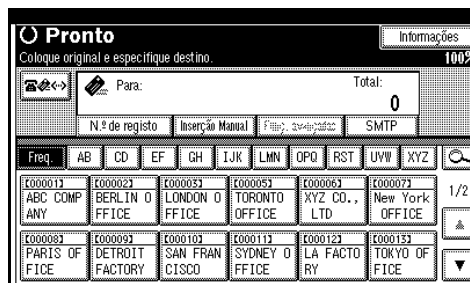 Pronto
Informações
Coloque original e especifique destino.
100%
Para:
Total:
0
N.º de registo
Inserção Manual
SMTP
Freq. AB CD EF GH IJK LMN OPQ RST UVW XYZ
[00001] [00002] [00003] [00005] [00006] [00007]
ABC COMP BERLIN O LONDON O TORONTO XYZ CO., New York
ANY FFICE FFICE OFFICE LTD OFFICE
1/2
[00008] [00009] [00010] [00011] [00012] [00013]
PARIS OF DETROIT SAN FRAN SYDNEY O LA FACTO TOKYO OF
FICE FACTORY CISCO FFICE RY FICE